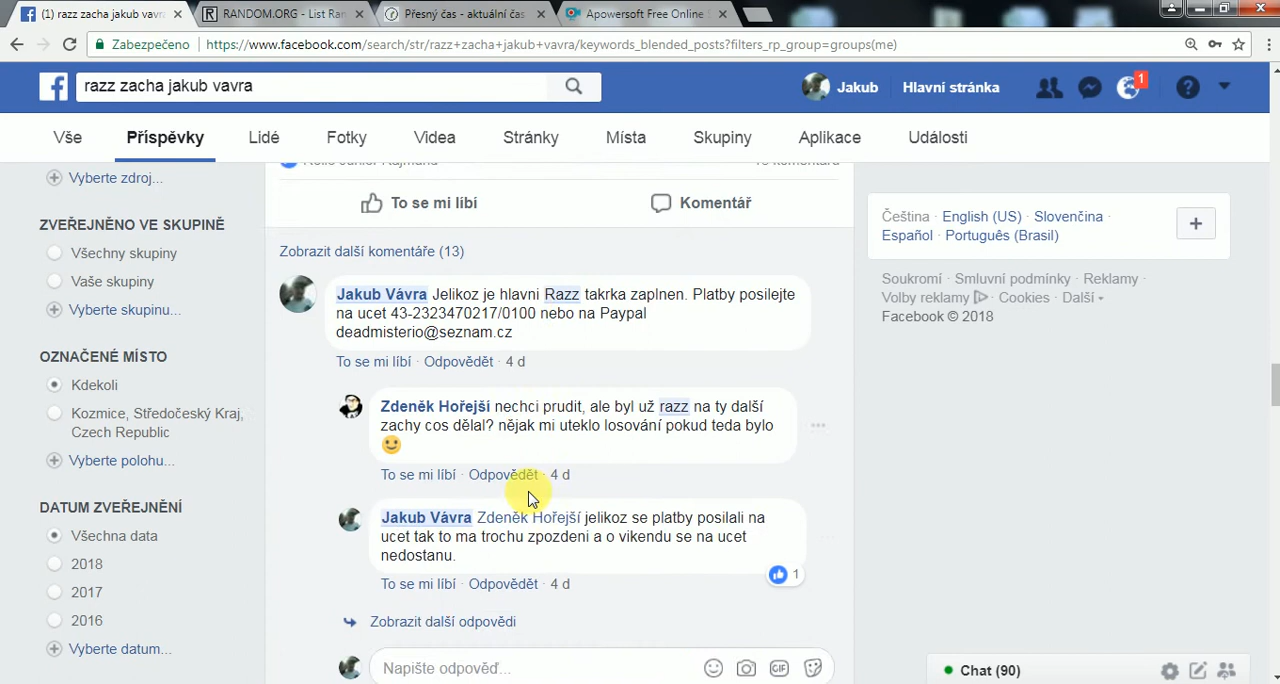 (1) razz zacha jakub vavra
RANDOM.ORG - List Ran
Přesný čas - aktuální čas
Apowersoft Free Online S
Zabezpečeno
https://www.facebook.com/search/str/razz+zacha+jakub+vavra/keywords_blended_posts?filters_rp_group=groups(me)
razz zacha jakub vavra
Jakub
Hlavní stránka
1
Vše
Příspěvky
Lidé
Fotky
Videa
Stránky
Místa
Skupiny
Aplikace
Události
Vyberte zdroj...
ZVEŘEJNĚNO VE SKUPINĚ
Všechny skupiny
Vaše skupiny
Vyberte skupinu...
OZNAČENÉ MÍSTO
Kdekoli
Kozmice, Středočeský Kraj,
Czech Republic
Vyberte polohu...
DATUM ZVEŘEJNĚNÍ
Všechna data
2018
2017
2016
Vyberte datum...
To se mi líbí
Komentář
Zobrazit další komentáře (13)
Jakub Vávra Jelikoz je hlavni Razz takrka zaplnen. Platby posilejte
na ucet 43-2323470217/0100 nebo na Paypal
deadmisterio@seznam.cz
To se mi líbí · Odpovědět · 4 d
Zdeněk Hořejší nechci prudit, ale byl už razz na ty další
zachy cos dělal? nějak mi uteklo losování pokud teda bylo
To se mi líbí · Odpovědět · 4 d
Jakub Vávra Zdeněk Hořejší jelikoz se platby posilali na
ucet tak to ma trochu zpozdeni a o vikendu se na ucet
nedostanu.
1
To se mi líbí · Odpovědět · 4 d
Zobrazit další odpovědi
Napište odpověď...
GIF
Čeština · English (US) · Slovenčina ·
Español · Português (Brasil)
Soukromí · Smluvní podmínky · Reklamy ·
Volby reklamy · Cookies · Další
Facebook © 2018
Chat (90)